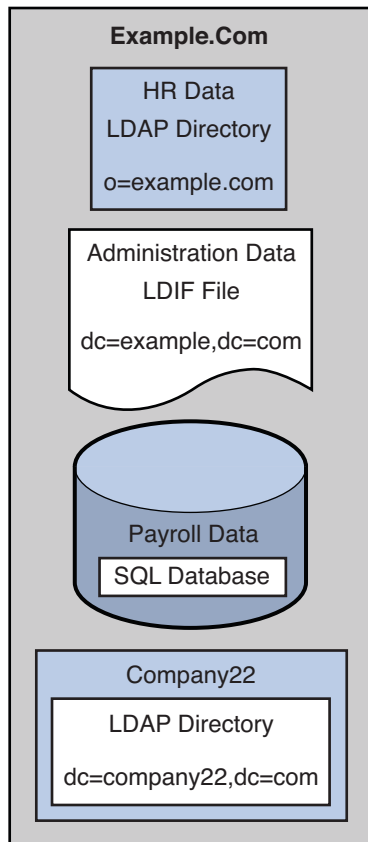 Example.Com
HR Data
LDAP Directory
o=example.com
Administration Data
LDIF File
dc=example,dc=com
Payroll Data
SQL Database
Company22
LDAP Directory
dc=company22,dc=com